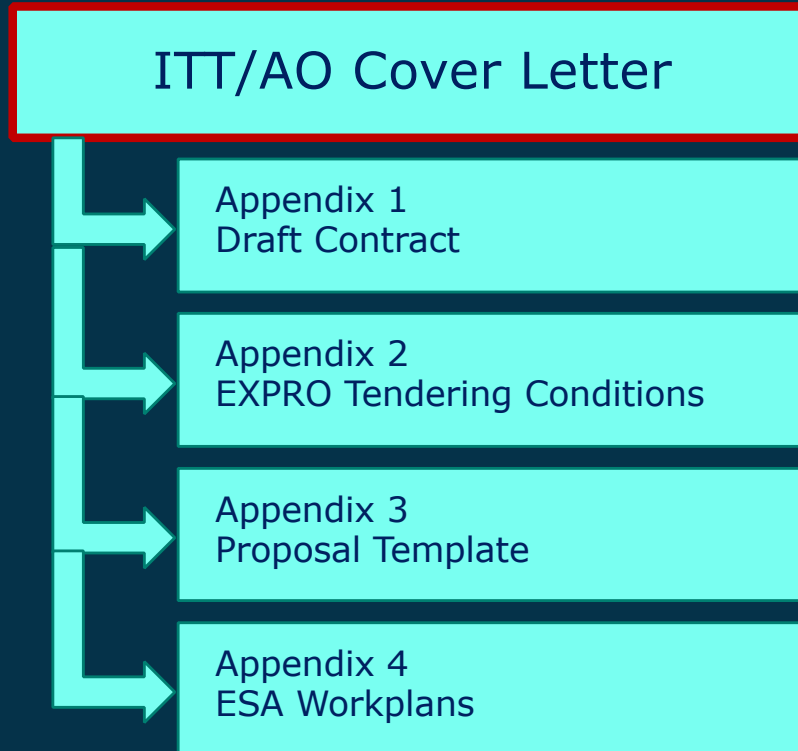 ITT/AO Cover Letter
Appendix 1
Draft Contract
Appendix 2
EXPRO Tendering Conditions
Appendix 3
Proposal Template
Appendix 4
ESA Workplans